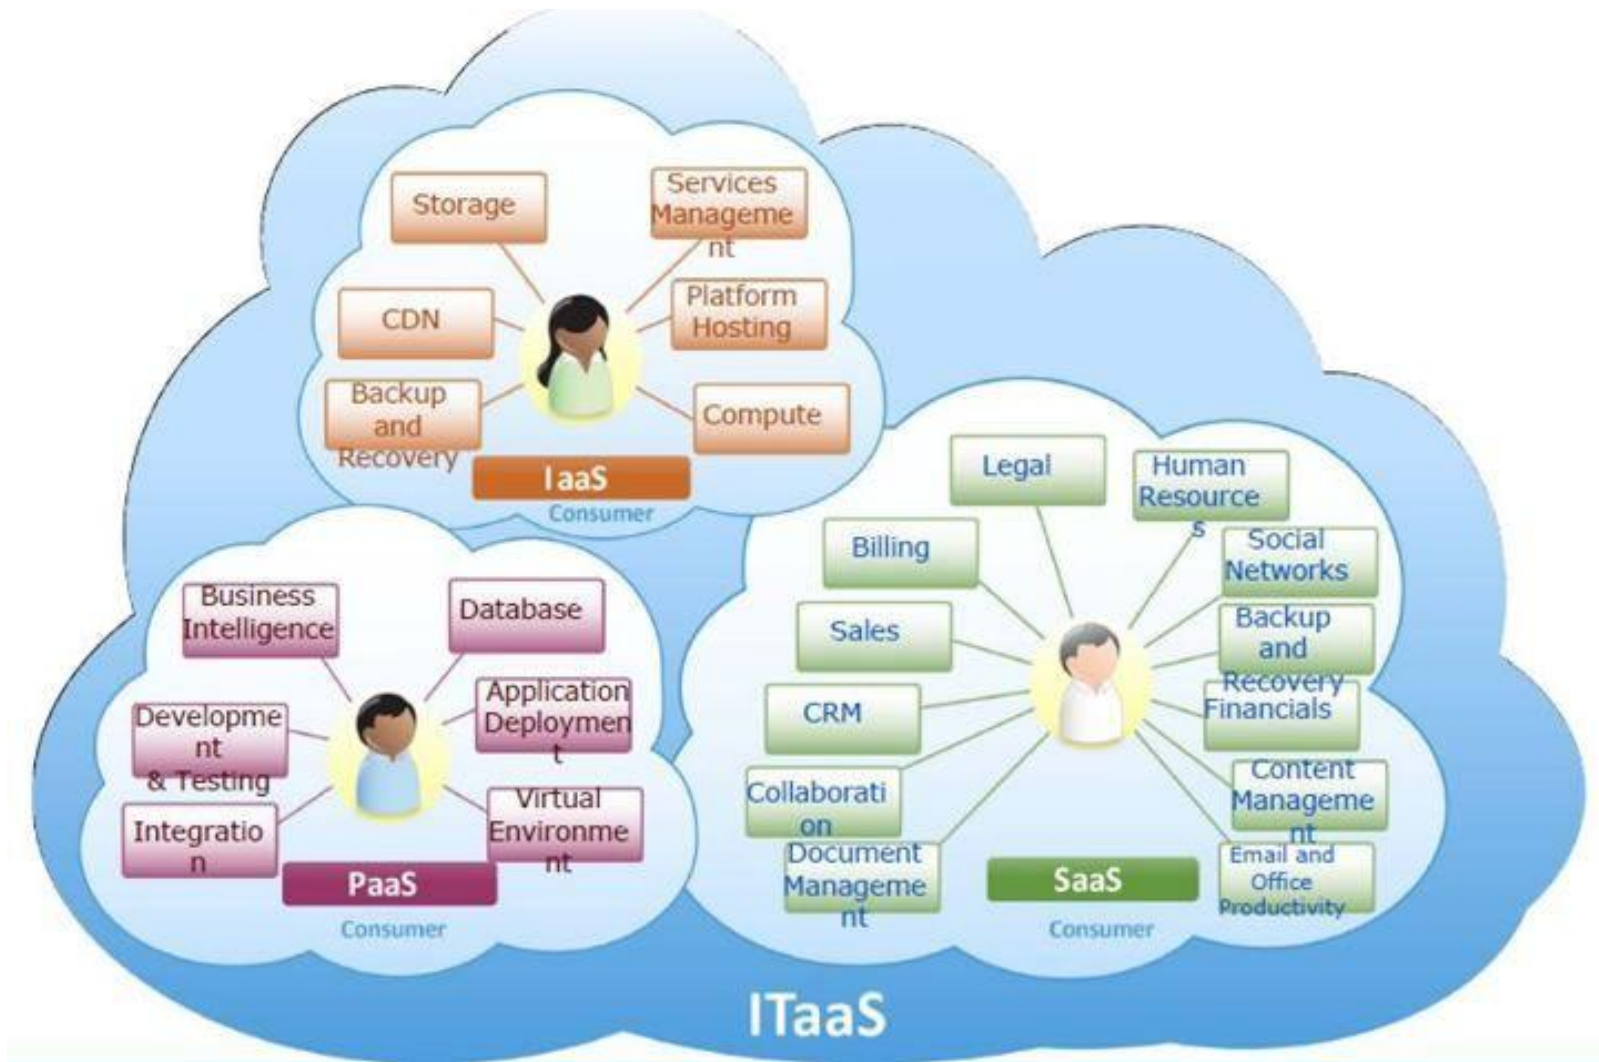 Storage
Services
Manageme
nt
CDN
Platform
Hosting
Backup
and
Recovery
Compute
IaaS
Consumer
Business
Intelligence
Database
Developme
nt
& Testing
Application
Deploymen
t
Integratio
n
Virtual
Environme
nt
PaaS
Consumer
Legal
Human
Resource
s
Billing
Social
Networks
Sales
Backup
and
Recovery
CRM
Financials
Collaborati
on
Content
Manageme
nt
Document
Manageme
nt
Email and
Office
Productivity
SaaS
Consumer
ITaaS